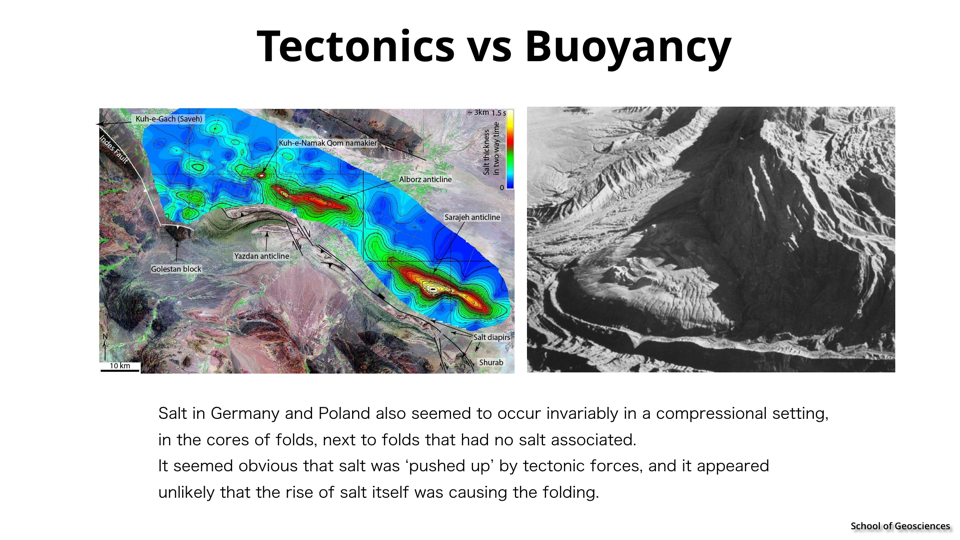 Tectonics vs Buoyancy
Kuh-e-Gach (Saveh)
~ 3km 1.5 s
Indes Fault
Kuh-e-Namak Qom namakier
Salt thickness
in two-way time
Alborz anticline
0
Sarajeh anticline
Yazdan anticline
Golestan block
N
Salt diapirs
10 km
Shurab
Salt in Germany and Poland also seemed to occur invariably in a compressional setting,
in the cores of folds, next to folds that had no salt associated.
It seemed obvious that salt was ‘pushed up’ by tectonic forces, and it appeared
unlikely that the rise of salt itself was causing the folding.
School of Geosciences